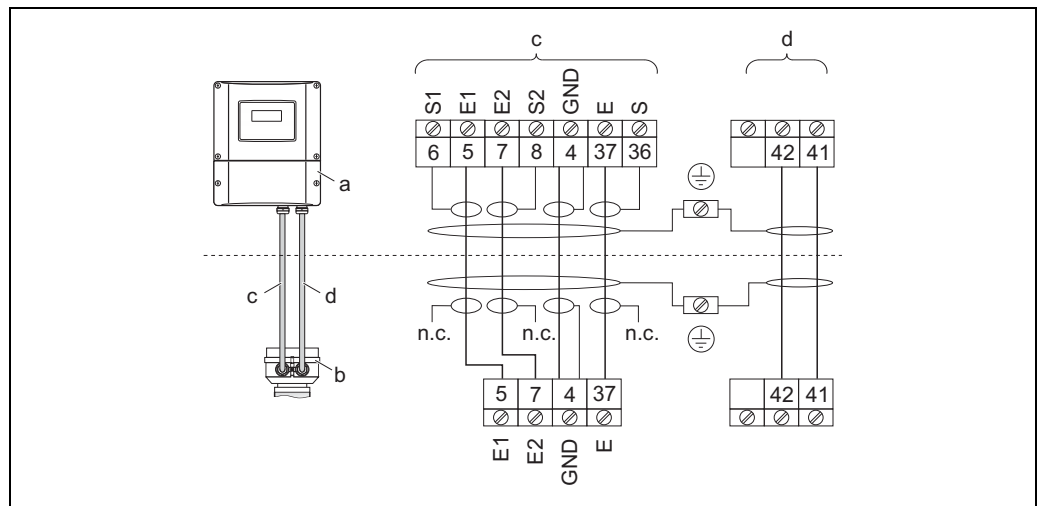 c d
S1 E1 E2 S2 GND E S
6 5 7 8 4 37 36 42 41
a
c d
n.c. n.c. n.c.
b
5 7 4 37 42 41
E1 E2 GND E